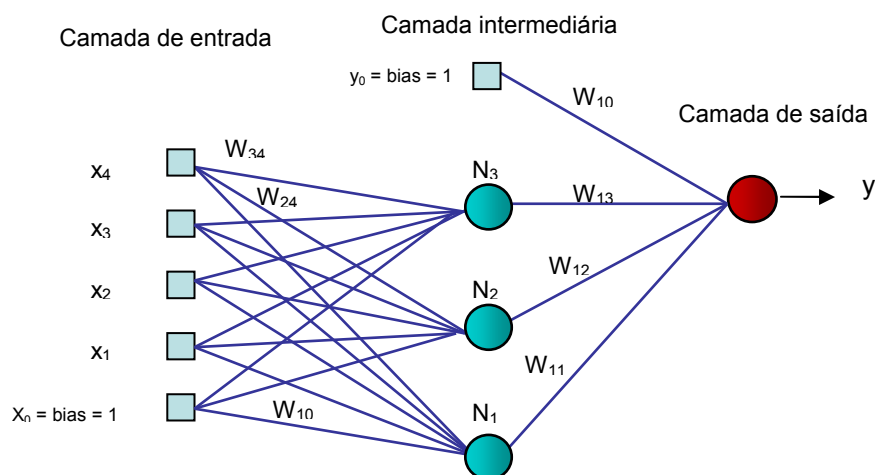 Camada de entrada
Camada intermediária
y₀ = bias = 1
W₁₀
Camada de saída
x₄
W₃₄
N₃
W₂₄
W₁₃
y
x₃
x₂
N₂
W₁₂
x₁
W₁₁
X₀ = bias = 1
W₁₀
N₁